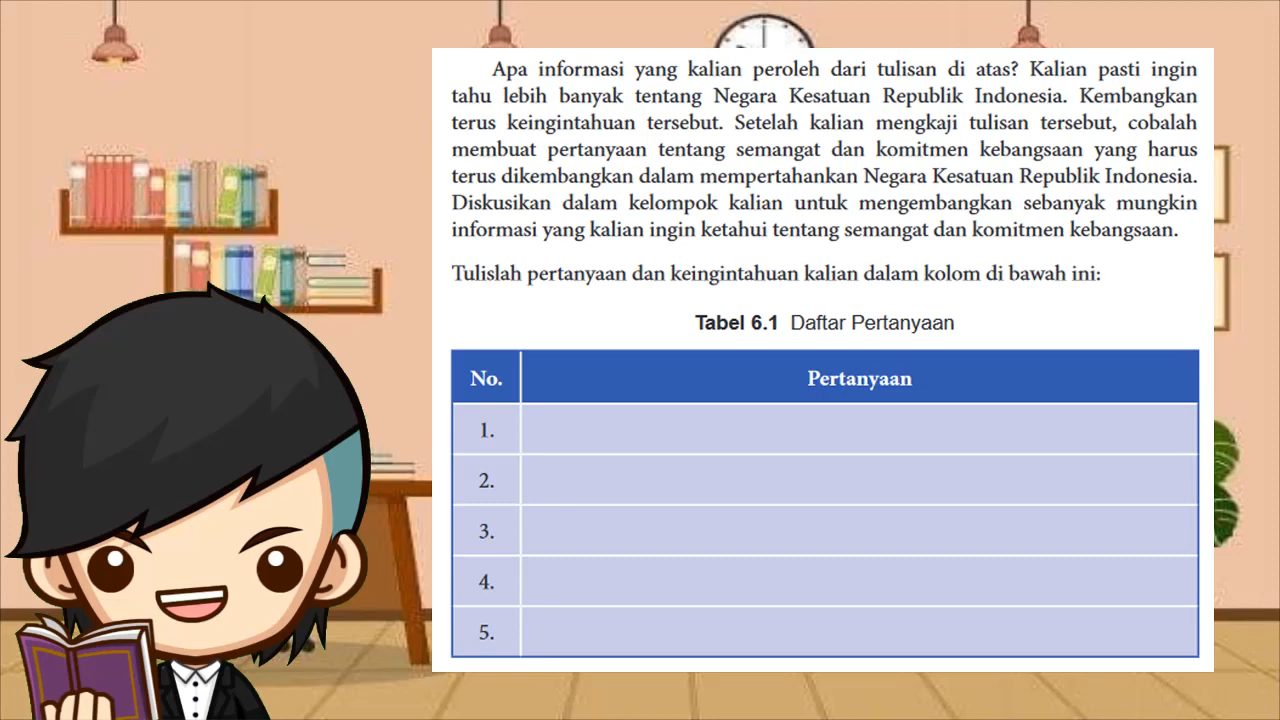 Apa informasi yang kalian peroleh dari tulisan di atas? Kalian pasti ingin
tahu lebih banyak tentang Negara Kesatuan Republik Indonesia. Kembangkan
terus keingintahuan tersebut. Setelah kalian mengkaji tulisan tersebut, cobalah
membuat pertanyaan tentang semangat dan komitmen kebangsaan yang harus
terus dikembangkan dalam mempertahankan Negara Kesatuan Republik Indonesia.
Diskusikan dalam kelompok kalian untuk mengembangkan sebanyak mungkin
informasi yang kalian ingin ketahui tentang semangat dan komitmen kebangsaan.
Tulislah pertanyaan dan keingintahuan kalian dalam kolom di bawah ini:
Tabel 6.1 Daftar Pertanyaan
No. Pertanyaan
1.
2.
3.
4.
5.